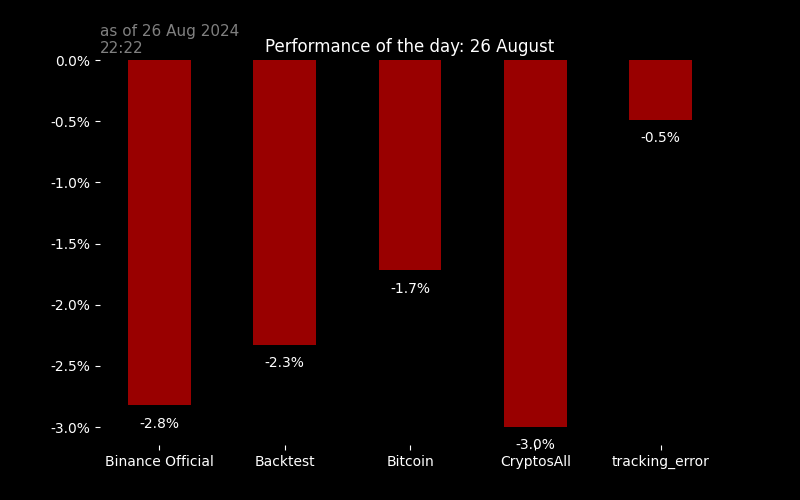 as of 26 Aug 2024
22:22
Performance of the day: 26 August
0.0%
-0.5%
-1.0%
-1.5%
-2.0%
-2.5%
-3.0%
-2.8%
-2.3%
-1.7%
-3.0%
-0.5%
Binance Official
Backtest
Bitcoin
CryptosAll
tracking_error